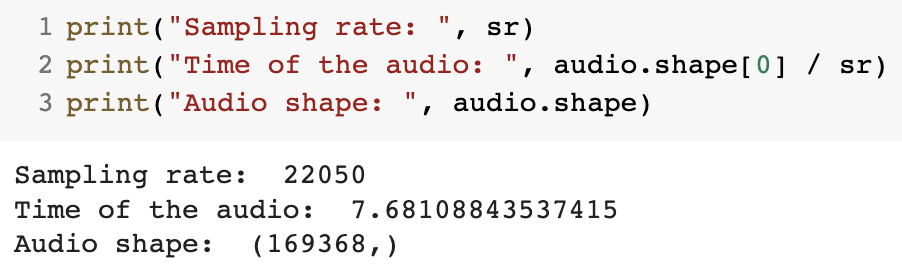 1 print("Sampling rate: ", sr)
2 print("Time of the audio: ", audio.shape[0] / sr)
3 print("Audio shape: ", audio.shape)
Sampling rate:  22050
Time of the audio:  7.68108843537415
Audio shape:  (169368,)